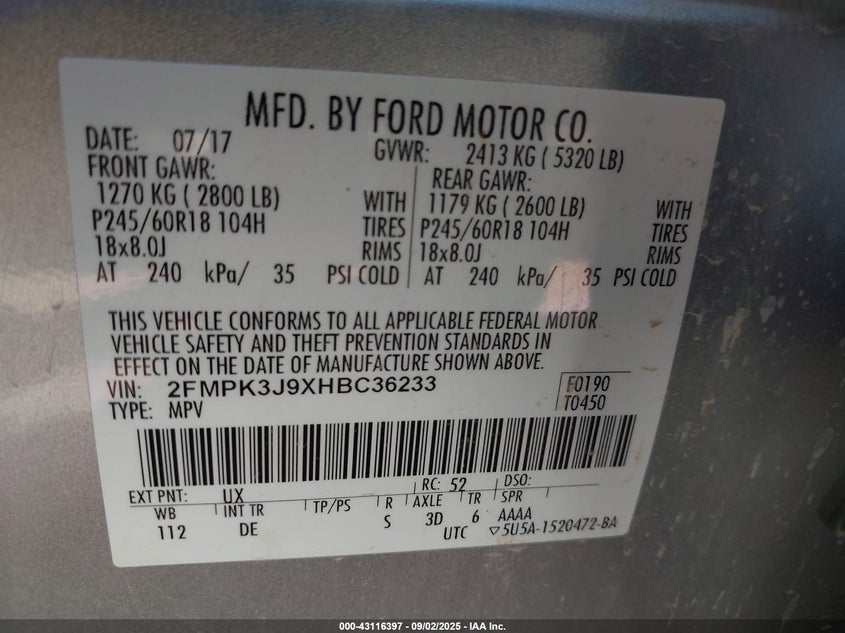 MFD. BY FORD MOTOR CO.
DATE: 07/17 GVWR: 2413 KG ( 5320 LB)
FRONT GAWR: REAR GAWR:
1270 KG ( 2800 LB) WITH 1179 KG ( 2600 LB) WITH
P245/60R18 104H TIRES P245/60R18 104H TIRES
18x8.0J RIMS 18x8.0J RIMS
AT 240 kPa/ 35 PSI COLD AT 240 kPa/ 35 PSI COLD
THIS VEHICLE CONFORMS TO ALL APPLICABLE FEDERAL MOTOR
VEHICLE SAFETY AND THEFT PREVENTION STANDARDS IN
EFFECT ON THE DATE OF MANUFACTURE SHOWN ABOVE.
VIN: 2FMPK3J9XHBC36233 F0190
TYPE: MPV T0450
EXT PNT: UX RC: 52 DSO:
WB INT TR TP/PS R AXLE TR SPR
112 DE S 3D 6 AAAA
UTC ▽5U5A-1520472-BA
000-43116397 - 09/02/2025 - IAA Inc.